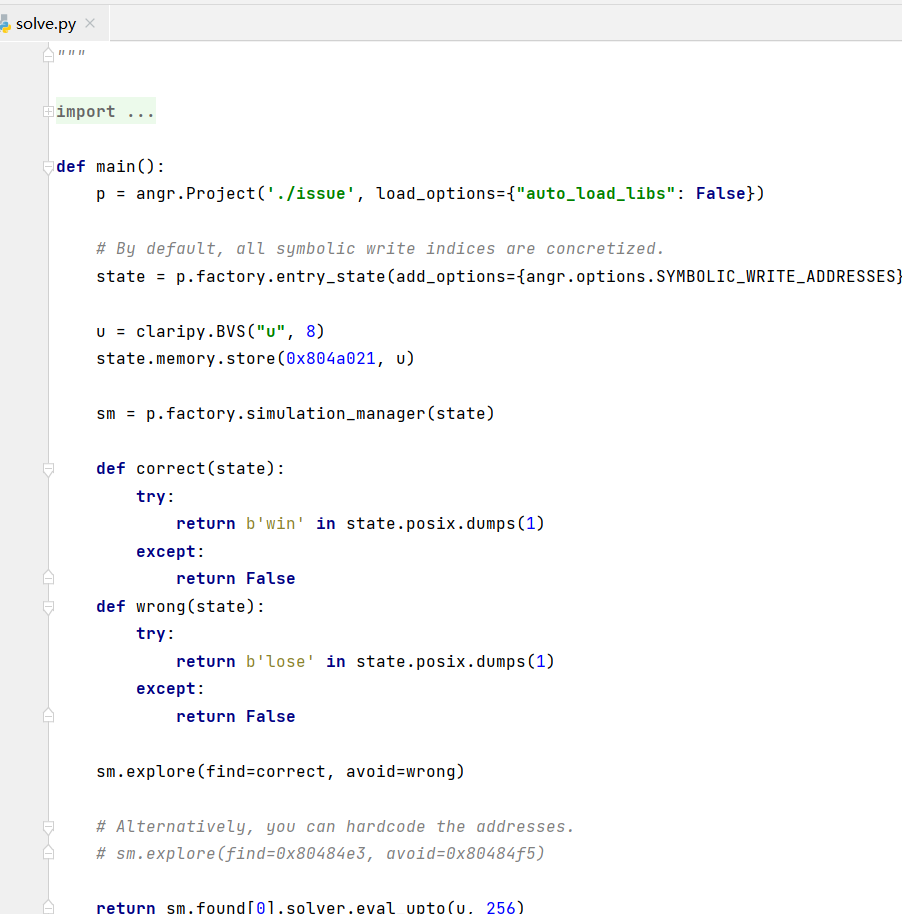 solve.py
"""
import ...
def main():
p = angr.Project('./issue', load_options={"auto_load_libs": False})
# By default, all symbolic write indices are concretized.
state = p.factory.entry_state(add_options={angr.options.SYMBOLIC_WRITE_ADDRESSES}
u = claripy.BVS("u", 8)
state.memory.store(0x804a021, u)
sm = p.factory.simulation_manager(state)
def correct(state):
try:
return b'win' in state.posix.dumps(1)
except:
return False
def wrong(state):
try:
return b'lose' in state.posix.dumps(1)
except:
return False
sm.explore(find=correct, avoid=wrong)
# Alternatively, you can hardcode the addresses.
# sm.explore(find=0x80484e3, avoid=0x80484f5)
return sm.found[0].solver.eval_upto(u, 256)